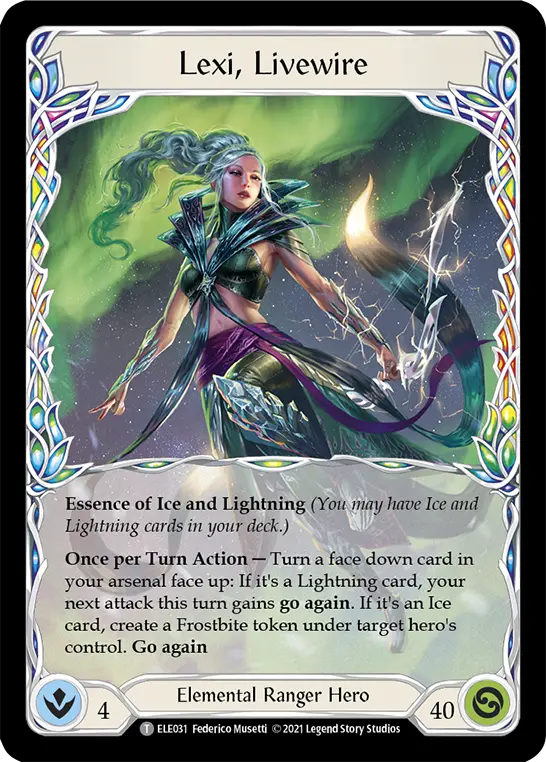 Lexi, Livewire
Essence of Ice and Lightning (You may have Ice and
Lightning cards in your deck.)
Once per Turn Action — Turn a face down card in
your arsenal face up: If it's a Lightning card, your
next attack this turn gains go again. If it's an Ice
card, create a Frostbite token under target hero's
control. Go again
4
Elemental Ranger Hero
40
T ELE031 Federico Musetti © 2021 Legend Story Studios